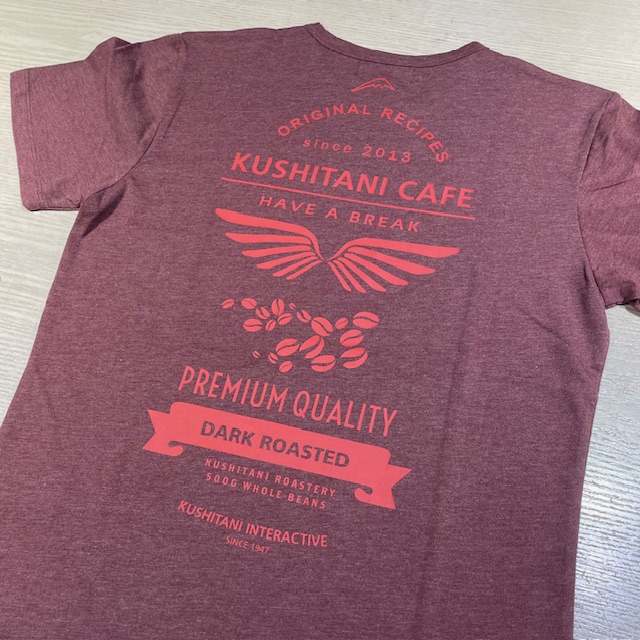 ORIGINAL RECIPES
since 2013
KUSHITANI CAFE
HAVE A BREAK
PREMIUM QUALITY
DARK ROASTED
KUSHITANI ROASTERY
500G WHOLE BEANS
KUSHITANI INTERACTIVE
SINCE 1947